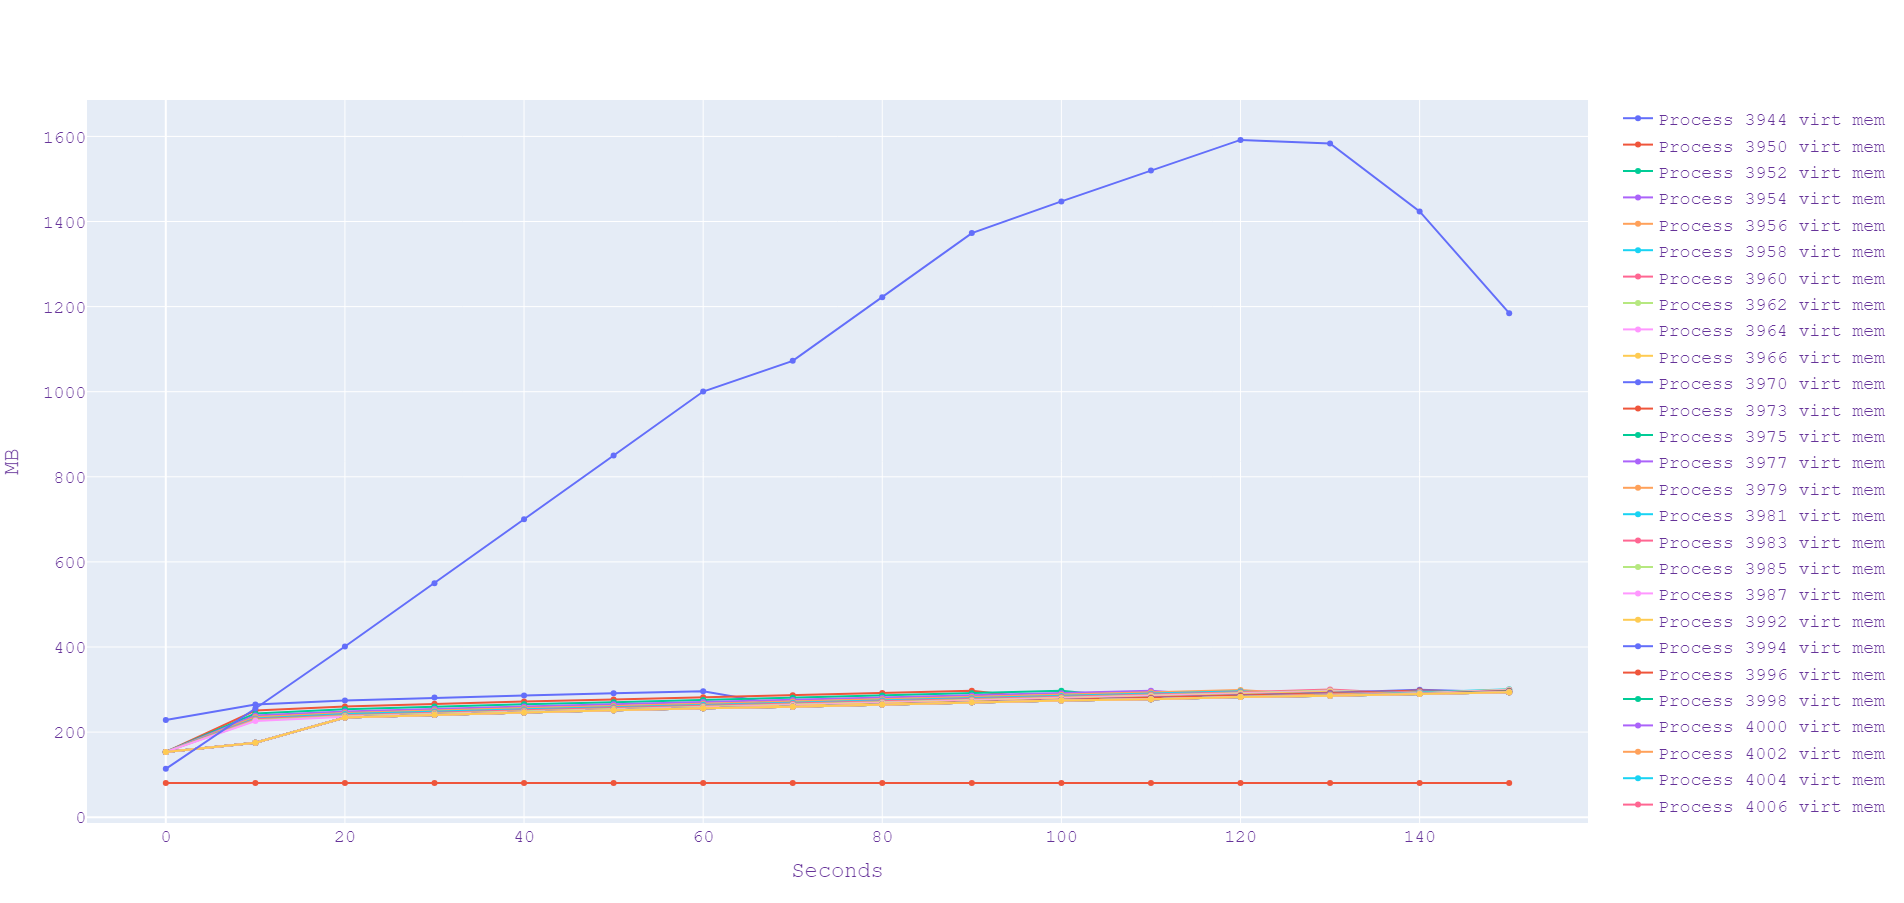 1600
1400
1200
1000
800
600
400
200
0
MB
0 20 40 60 80 100 120 140
Seconds
Process 3944 virt mem
Process 3950 virt mem
Process 3952 virt mem
Process 3954 virt mem
Process 3956 virt mem
Process 3958 virt mem
Process 3960 virt mem
Process 3962 virt mem
Process 3964 virt mem
Process 3966 virt mem
Process 3970 virt mem
Process 3973 virt mem
Process 3975 virt mem
Process 3977 virt mem
Process 3979 virt mem
Process 3981 virt mem
Process 3983 virt mem
Process 3985 virt mem
Process 3987 virt mem
Process 3992 virt mem
Process 3994 virt mem
Process 3996 virt mem
Process 3998 virt mem
Process 4000 virt mem
Process 4002 virt mem
Process 4004 virt mem
Process 4006 virt mem